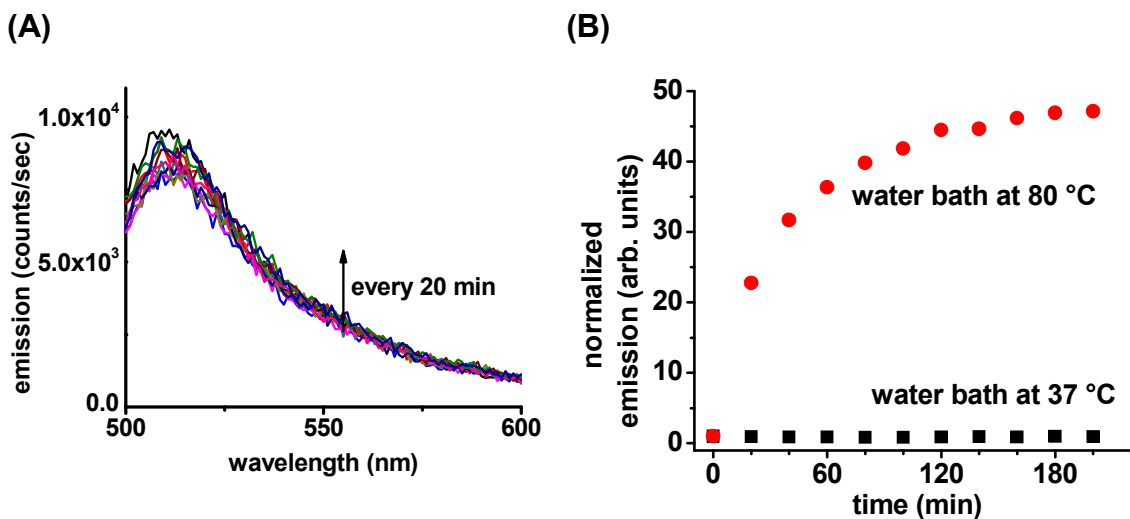 (A)
(B)
emission (counts/sec)
1.0x10⁴
5.0x10³
0.0
every 20 min
500
550
600
wavelength (nm)
normalized
emission (arb. units)
50
40
30
20
10
0
water bath at 80 °C
water bath at 37 °C
0
60
120
180
time (min)